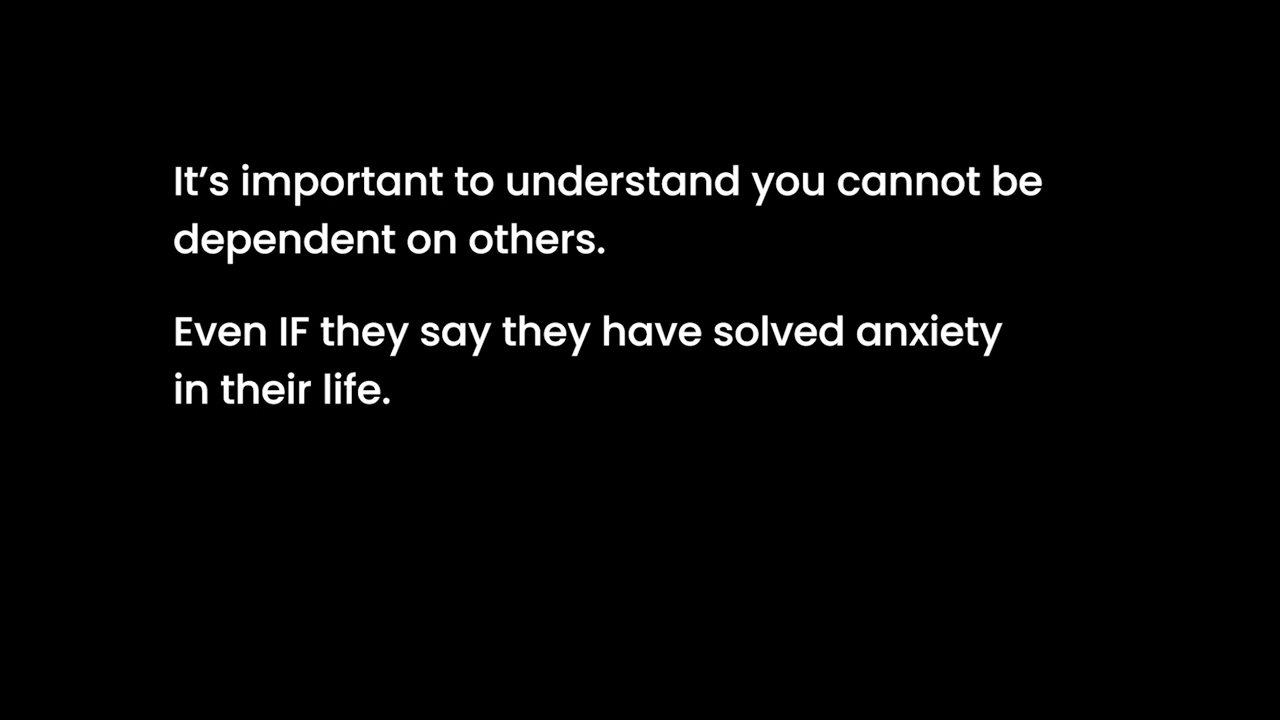 It’s important to understand you cannot be
dependent on others.
Even IF they say they have solved anxiety
in their life.